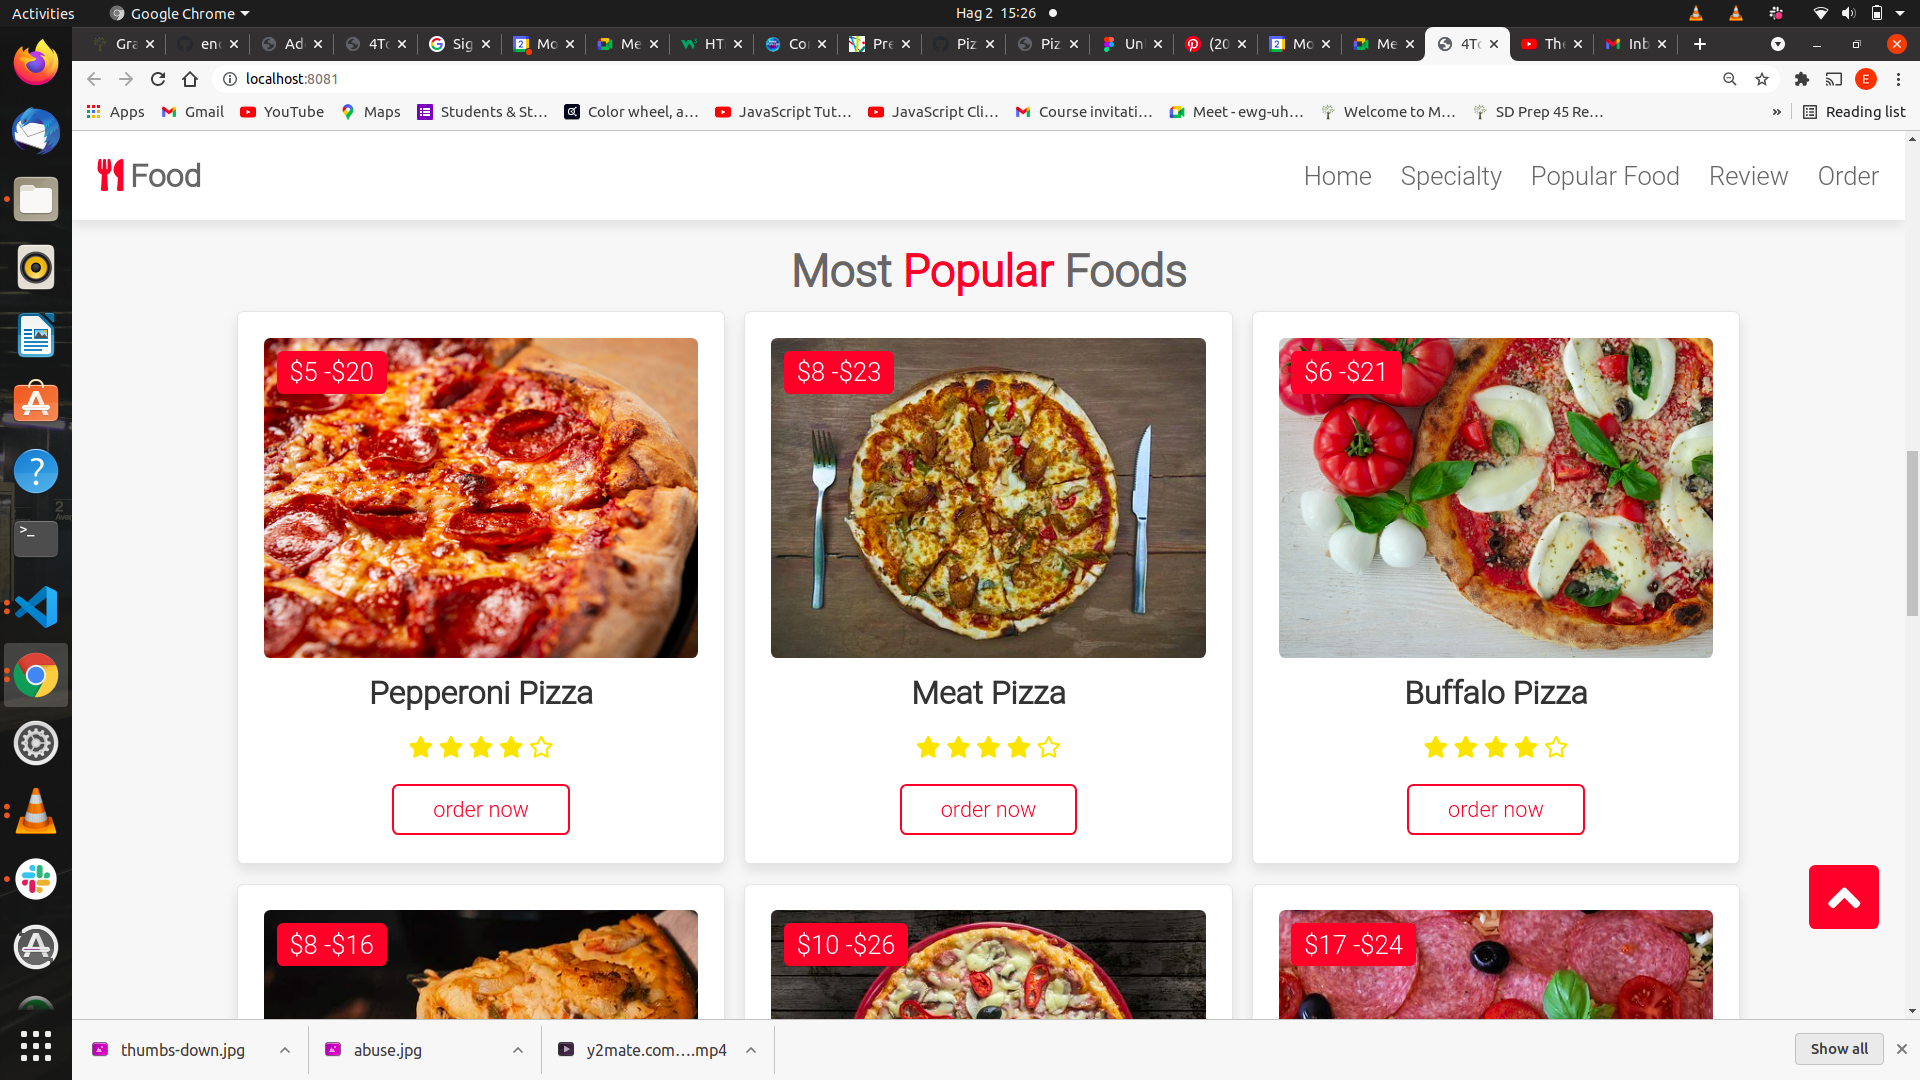 Activities Google Chrome Hag 2 15:26
Gra enc Ad 4To Sig Mo Me HT Co Pre Piz Piz Un (20 Mo Me 4To Th Inb
localhost:8081 E
Apps Gmail YouTube Maps Students & St... Color wheel, a... JavaScript Tut... JavaScript Cli... Course invitati... Meet - ewg-uh... Welcome to M... SD Prep 45 Re... » Reading list
Food Home Specialty Popular Food Review Order
Most Popular Foods
$5 -$20 $8 -$23 $6 -$21
Pepperoni Pizza Meat Pizza Buffalo Pizza
order now order now order now
$8 -$16 $10 -$26 $17 -$24
thumbs-down.jpg abuse.jpg y2mate.com....mp4 Show all